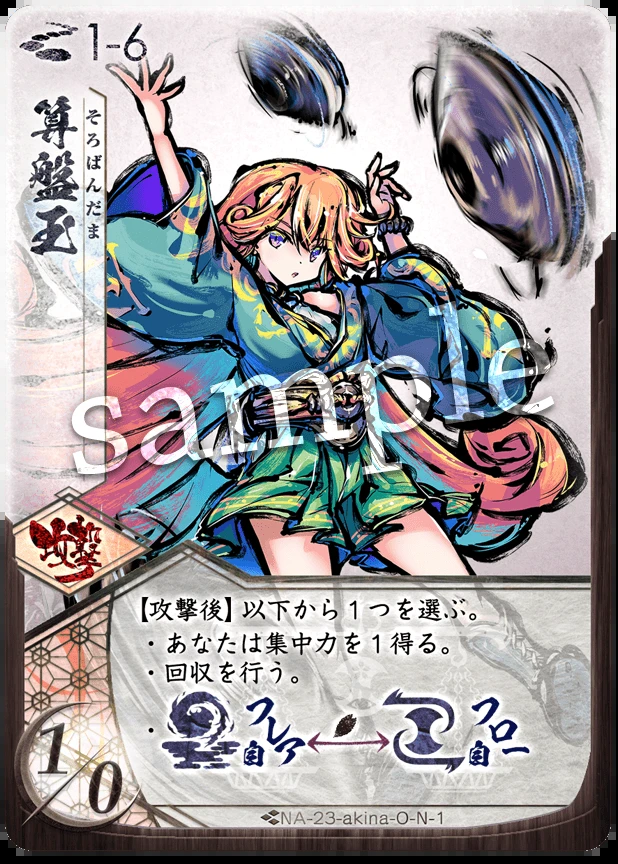 1-6
算盤玉
そろばんだま
sample
攻撃
【攻撃後】以下から1つを選ぶ。
・あなたは集中力を1得る。
・回収を行う。
・自フレア 自フロー
1/0
NA-23-akina-O-N-1